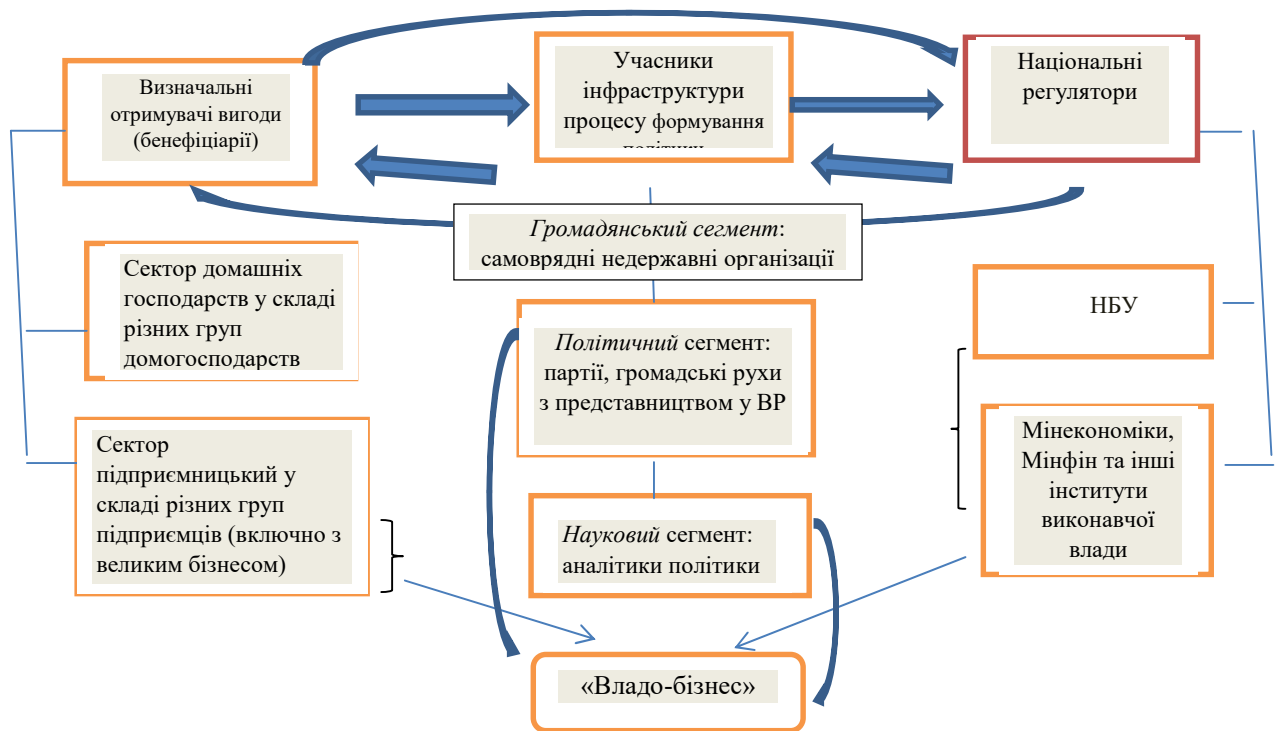 Визначальні
отримувачі вигоди
(бенефіціарії)
Учасники
інфраструктури
процесу формування
Національні
регулятори
Громадянський сегмент:
самоврядні недержавні організації
Сектор домашніх
господарств у складі
різних груп
домогосподарств
Політичний сегмент:
партії, громадські рухи
з представництвом у ВР
НБУ
Сектор
підприємницький у
складі різних груп
підприємців (включно з
великим бізнесом)
Науковий сегмент:
аналітики політики
Мінекономіки,
Мінфін та інші
інститути
виконавчої
влади
«Владо-бізнес»